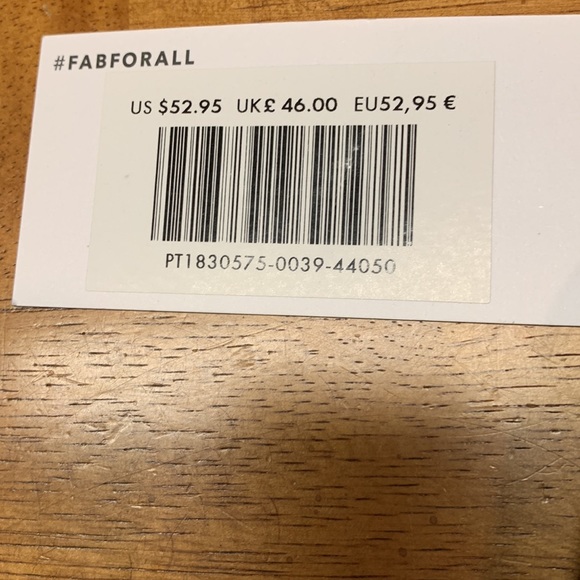 #FABFORALL
US $52.95 UK£ 46.00 EU52,95 €
PT1830575-0039-44050